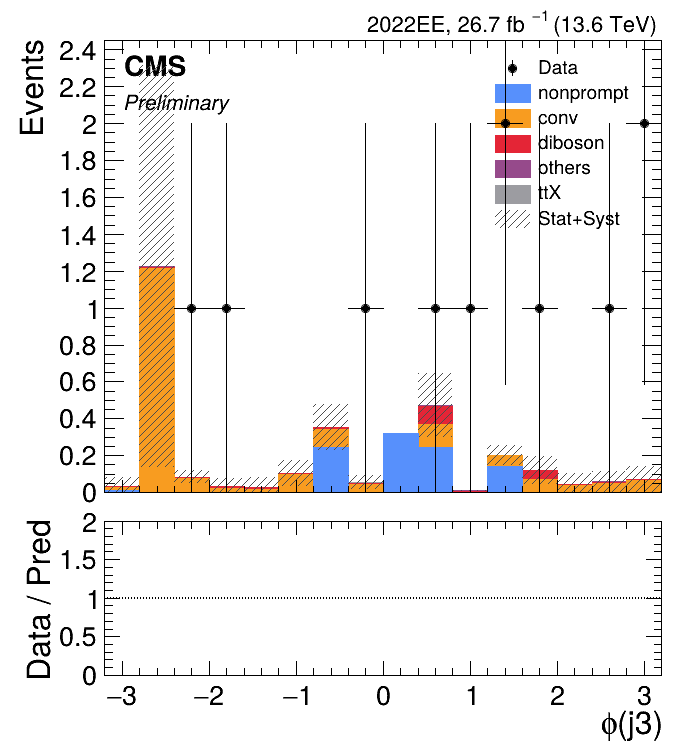 2022EE, 26.7 fb⁻¹ (13.6 TeV)
CMS
Preliminary
Events
2.4
2.2
2
1.8
1.6
1.4
1.2
1
0.8
0.6
0.4
0.2
0
Data
nonprompt
conv
diboson
others
ttX
Stat+Syst
Data / Pred
2
1.5
1
0.5
0
−3 −2 −1 0 1 2 3
ϕ(j3)